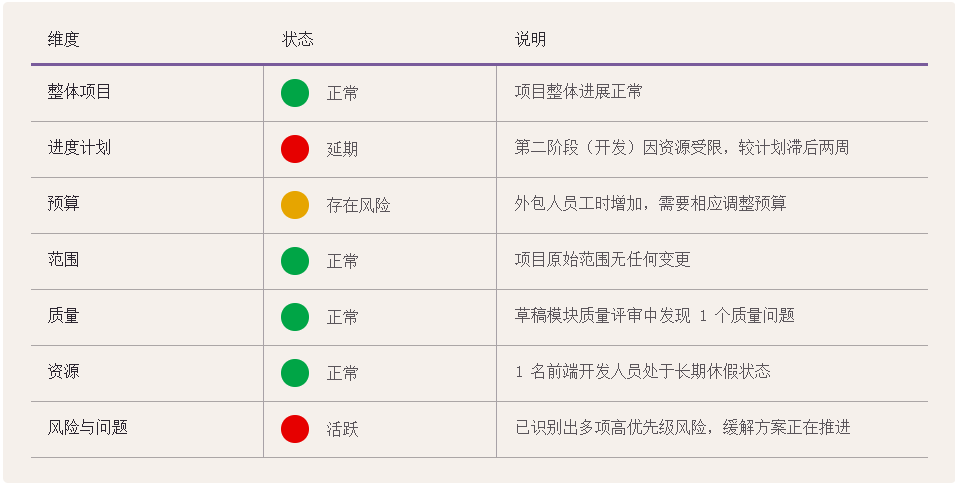 维度 状态 说明
整体项目 正常 项目整体进展正常
进度计划 延期 第二阶段（开发）因资源受限，较计划滞后两周
预算 存在风险 外包人员工时增加，需要相应调整预算
范围 正常 项目原始范围无任何变更
质量 正常 草稿模块质量评审中发现 1 个质量问题
资源 正常 1 名前端开发人员处于长期休假状态
风险与问题 活跃 已识别出多项高优先级风险，缓解方案正在推进